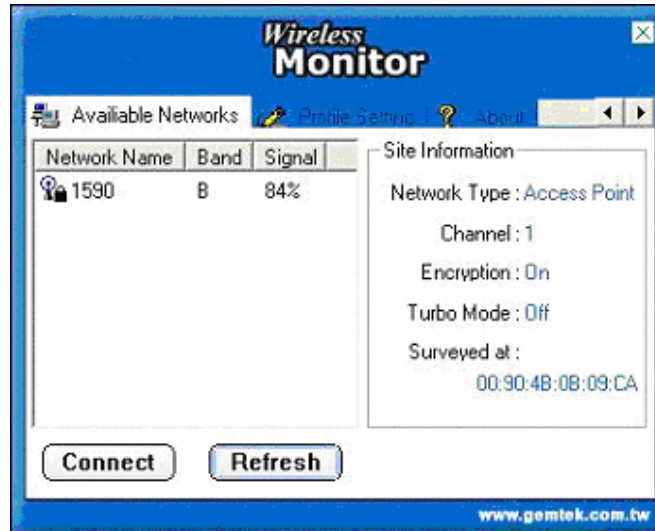 Wireless
Monitor
Availiable Networks Profile Setting ? About
Network Name Band Signal
1590 B 84%
Site Information
Network Type : Access Point
Channel : 1
Encryption : On
Turbo Mode : Off
Surveyed at :
00:90:4B:0B:09:CA
Connect Refresh
www.gemtek.com.tw